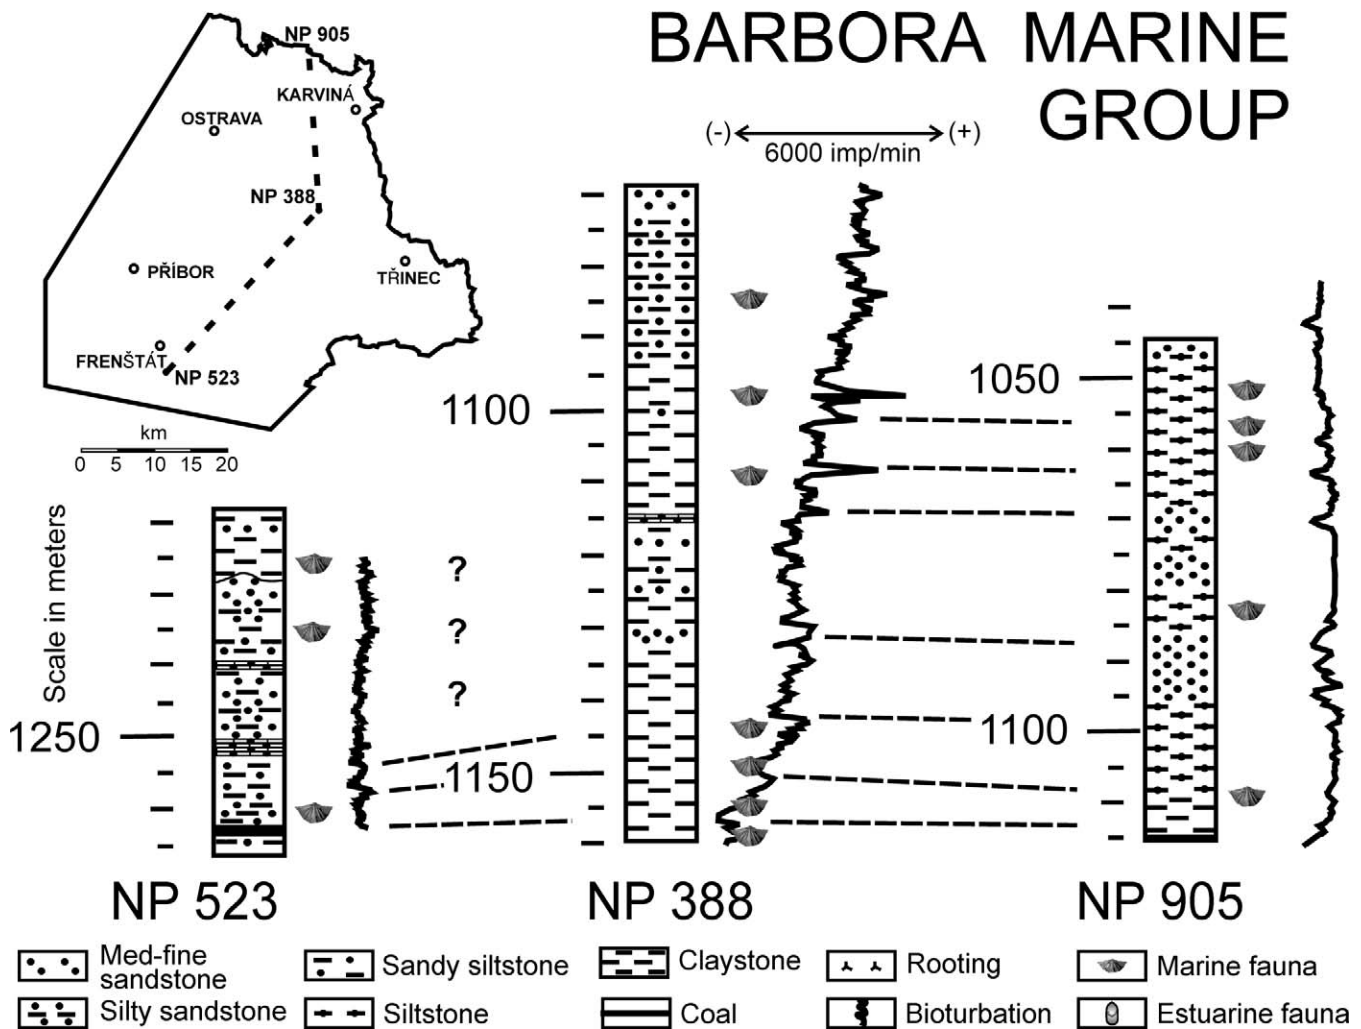 BARBORA MARINE
GROUP
NP 905
KARVINÁ
OSTRAVA
NP 388
PŘÍBOR
TŘINEC
FRENŠTÁT
NP 523
km
0 5 10 15 20
(-) (+)
6000 imp/min
Scale in meters
1250
? 
?
?
1100
1150
1050
1100
NP 523
NP 388
NP 905
Med-fine
sandstone
Sandy siltstone
Claystone
Rooting
Marine fauna
Silty sandstone
Siltstone
Coal
Bioturbation
Estuarine fauna